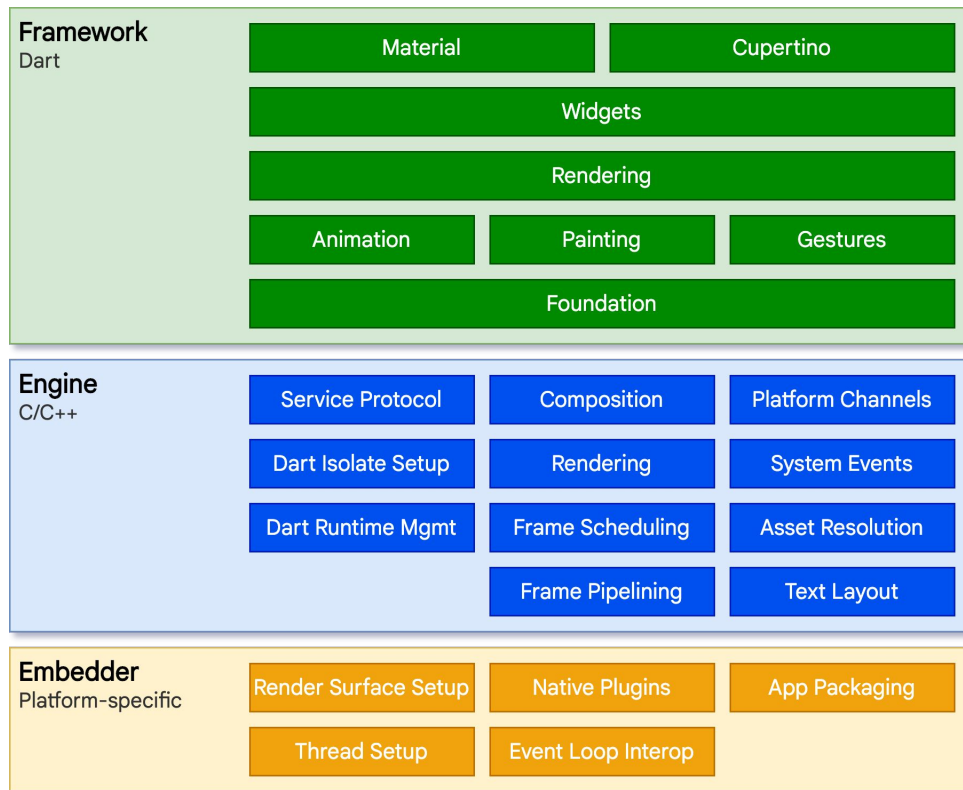 Framework
Dart
Material
Cupertino
Widgets
Rendering
Animation
Painting
Gestures
Foundation
Engine
C/C++
Service Protocol
Composition
Platform Channels
Dart Isolate Setup
Rendering
System Events
Dart Runtime Mgmt
Frame Scheduling
Asset Resolution
Frame Pipelining
Text Layout
Embedder
Platform-specific
Render Surface Setup
Native Plugins
App Packaging
Thread Setup
Event Loop Interop